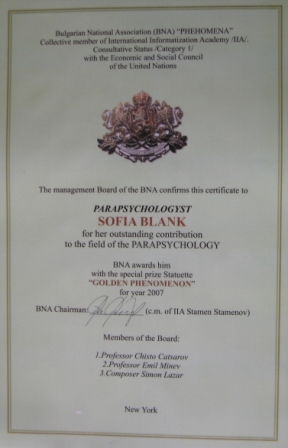 Bulgarian National Association (BNA) "PHEHOMENA"
Collective member of International Informatization Academy /IIA/.
Consultative Status /Category 1/
with the Economic and Social Council
of the United Nations
The management Board of the BNA confirms this certificate to
PARAPSYCHOLOGYST
SOFIA BLANK
for her outstanding contribution
to the field of the PARAPSYCHOLOGY
BNA awards him
with the special prize Statuette
"GOLDEN PHENOMENON"
for year 2007
BNA Chairman: (c.m. of IIA Stamen Stamenov)
Members of the Board:
1.Professor Chisto Catsarov
2.Professor Emil Minev
3.Composer Simon Lazar
New York